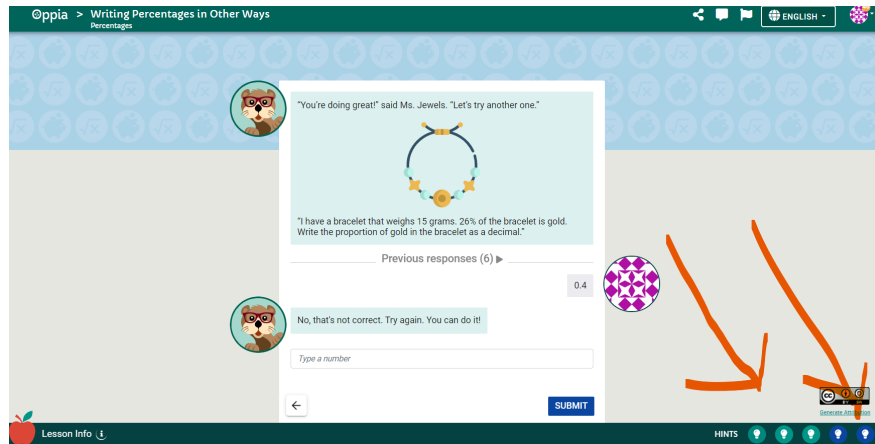 Oppia > Writing Percentages in Other Ways
Percentages
ENGLISH
"You're doing great!" said Ms. Jewels. "Let's try another one."
"I have a bracelet that weighs 15 grams. 26% of the bracelet is gold.
Write the proportion of gold in the bracelet as a decimal."
Previous responses (6)
0.4
No, that's not correct. Try again. You can do it!
Type a number
SUBMIT
cc
BY
Generate Attribution
Lesson Info
HINTS